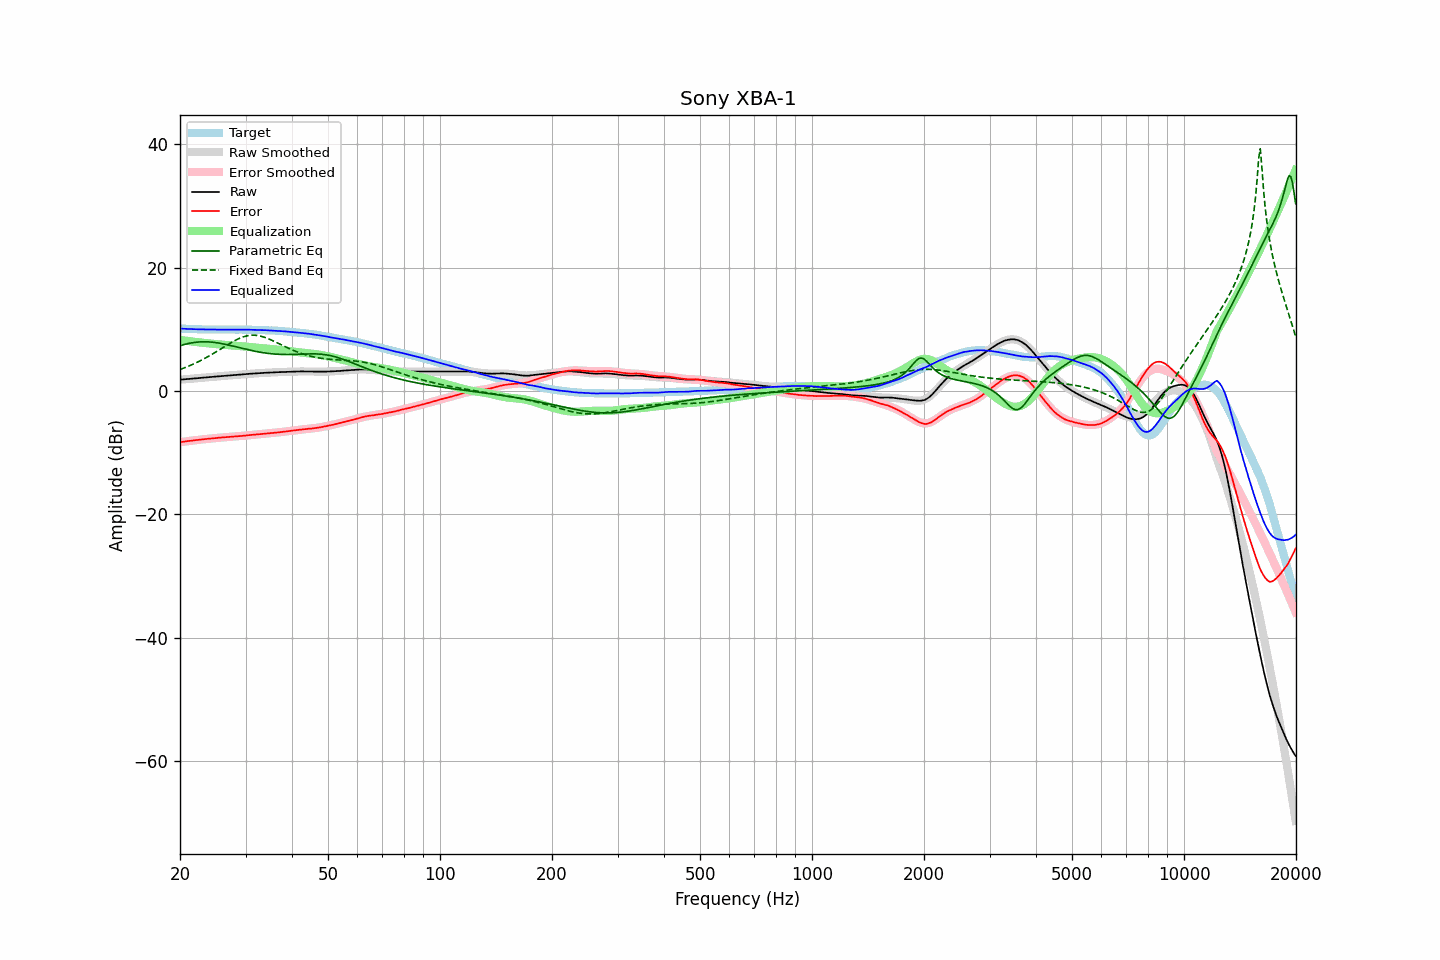 Sony XBA-1
Target
Raw Smoothed
Error Smoothed
Raw
Error
Equalization
Parametric Eq
Fixed Band Eq
Equalized
40
20
0
−20
−40
−60
Amplitude (dBr)
20
50
100
200
500
1000
2000
5000
10000
20000
Frequency (Hz)